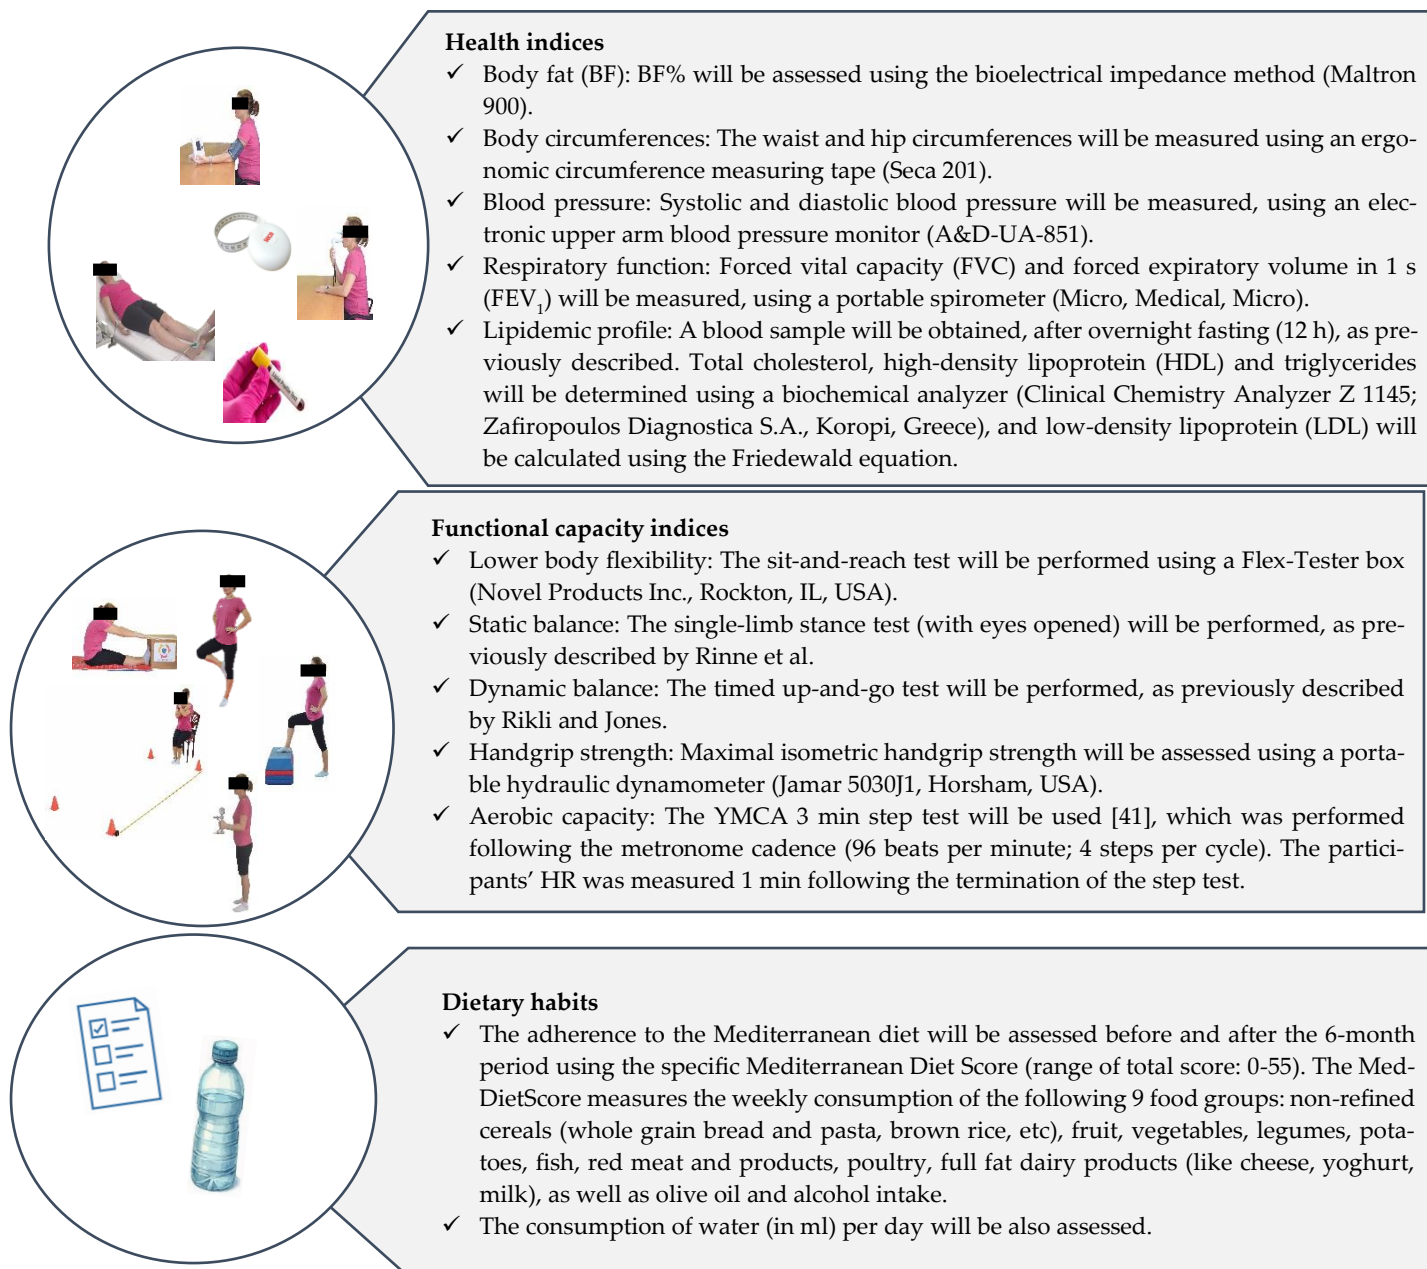 Health indices
✓ Body fat (BF): BF% will be assessed using the bioelectrical impedance method (Maltron
900).
✓ Body circumferences: The waist and hip circumferences will be measured using an ergo-
nomic circumference measuring tape (Seca 201).
✓ Blood pressure: Systolic and diastolic blood pressure will be measured, using an elec-
tronic upper arm blood pressure monitor (A&D-UA-851).
✓ Respiratory function: Forced vital capacity (FVC) and forced expiratory volume in 1 s
(FEV₁) will be measured, using a portable spirometer (Micro, Medical, Micro).
✓ Lipidemic profile: A blood sample will be obtained, after overnight fasting (12 h), as pre-
viously described. Total cholesterol, high-density lipoprotein (HDL) and triglycerides
will be determined using a biochemical analyzer (Clinical Chemistry Analyzer Z 1145;
Zafiropoulos Diagnostica S.A., Koropi, Greece), and low-density lipoprotein (LDL) will
be calculated using the Friedewald equation.
Functional capacity indices
✓ Lower body flexibility: The sit-and-reach test will be performed using a Flex-Tester box
(Novel Products Inc., Rockton, IL, USA).
✓ Static balance: The single-limb stance test (with eyes opened) will be performed, as pre-
viously described by Rinne et al.
✓ Dynamic balance: The timed up-and-go test will be performed, as previously described
by Rikli and Jones.
✓ Handgrip strength: Maximal isometric handgrip strength will be assessed using a porta-
ble hydraulic dynamometer (Jamar 5030J1, Horsham, USA).
✓ Aerobic capacity: The YMCA 3 min step test will be used [41], which was performed
following the metronome cadence (96 beats per minute; 4 steps per cycle). The partici-
pants’ HR was measured 1 min following the termination of the step test.
Dietary habits
✓ The adherence to the Mediterranean diet will be assessed before and after the 6-month
period using the specific Mediterranean Diet Score (range of total score: 0-55). The Med-
DietScore measures the weekly consumption of the following 9 food groups: non-refined
cereals (whole grain bread and pasta, brown rice, etc), fruit, vegetables, legumes, pota-
toes, fish, red meat and products, poultry, full fat dairy products (like cheese, yoghurt,
milk), as well as olive oil and alcohol intake.
✓ The consumption of water (in ml) per day will be also assessed.